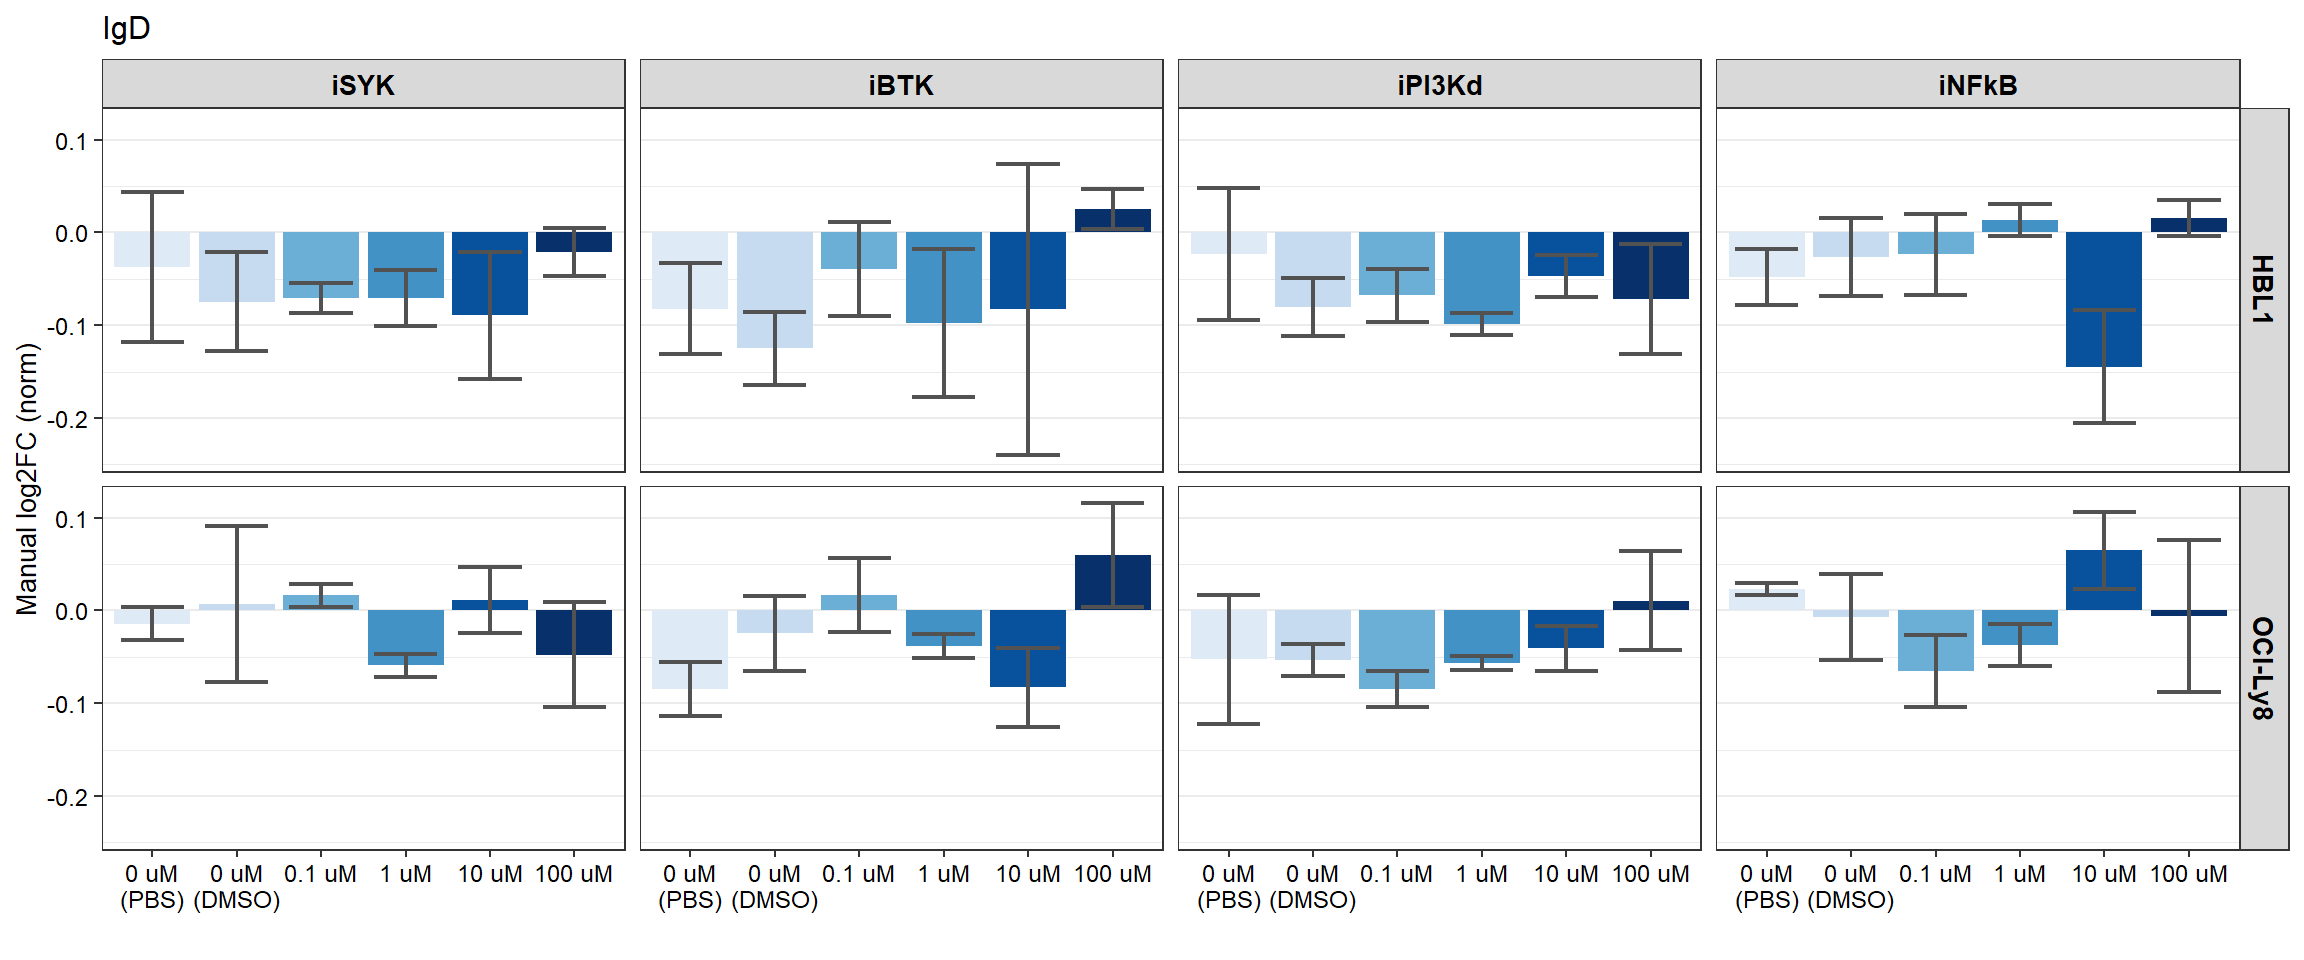 IgD
iSYK iBTK iPI3Kd iNFkB
Manual log2FC (norm)
0.1
0.0
-0.1
-0.2
HBL1
0.1
0.0
-0.1
-0.2
OCI-Ly8
0 uM 0 uM 0.1 uM 1 uM 10 uM 100 uM 0 uM 0 uM 0.1 uM 1 uM 10 uM 100 uM 0 uM 0 uM 0.1 uM 1 uM 10 uM 100 uM 0 uM 0 uM 0.1 uM 1 uM 10 uM 100 uM
(PBS) (DMSO) (PBS) (DMSO) (PBS) (DMSO) (PBS) (DMSO)